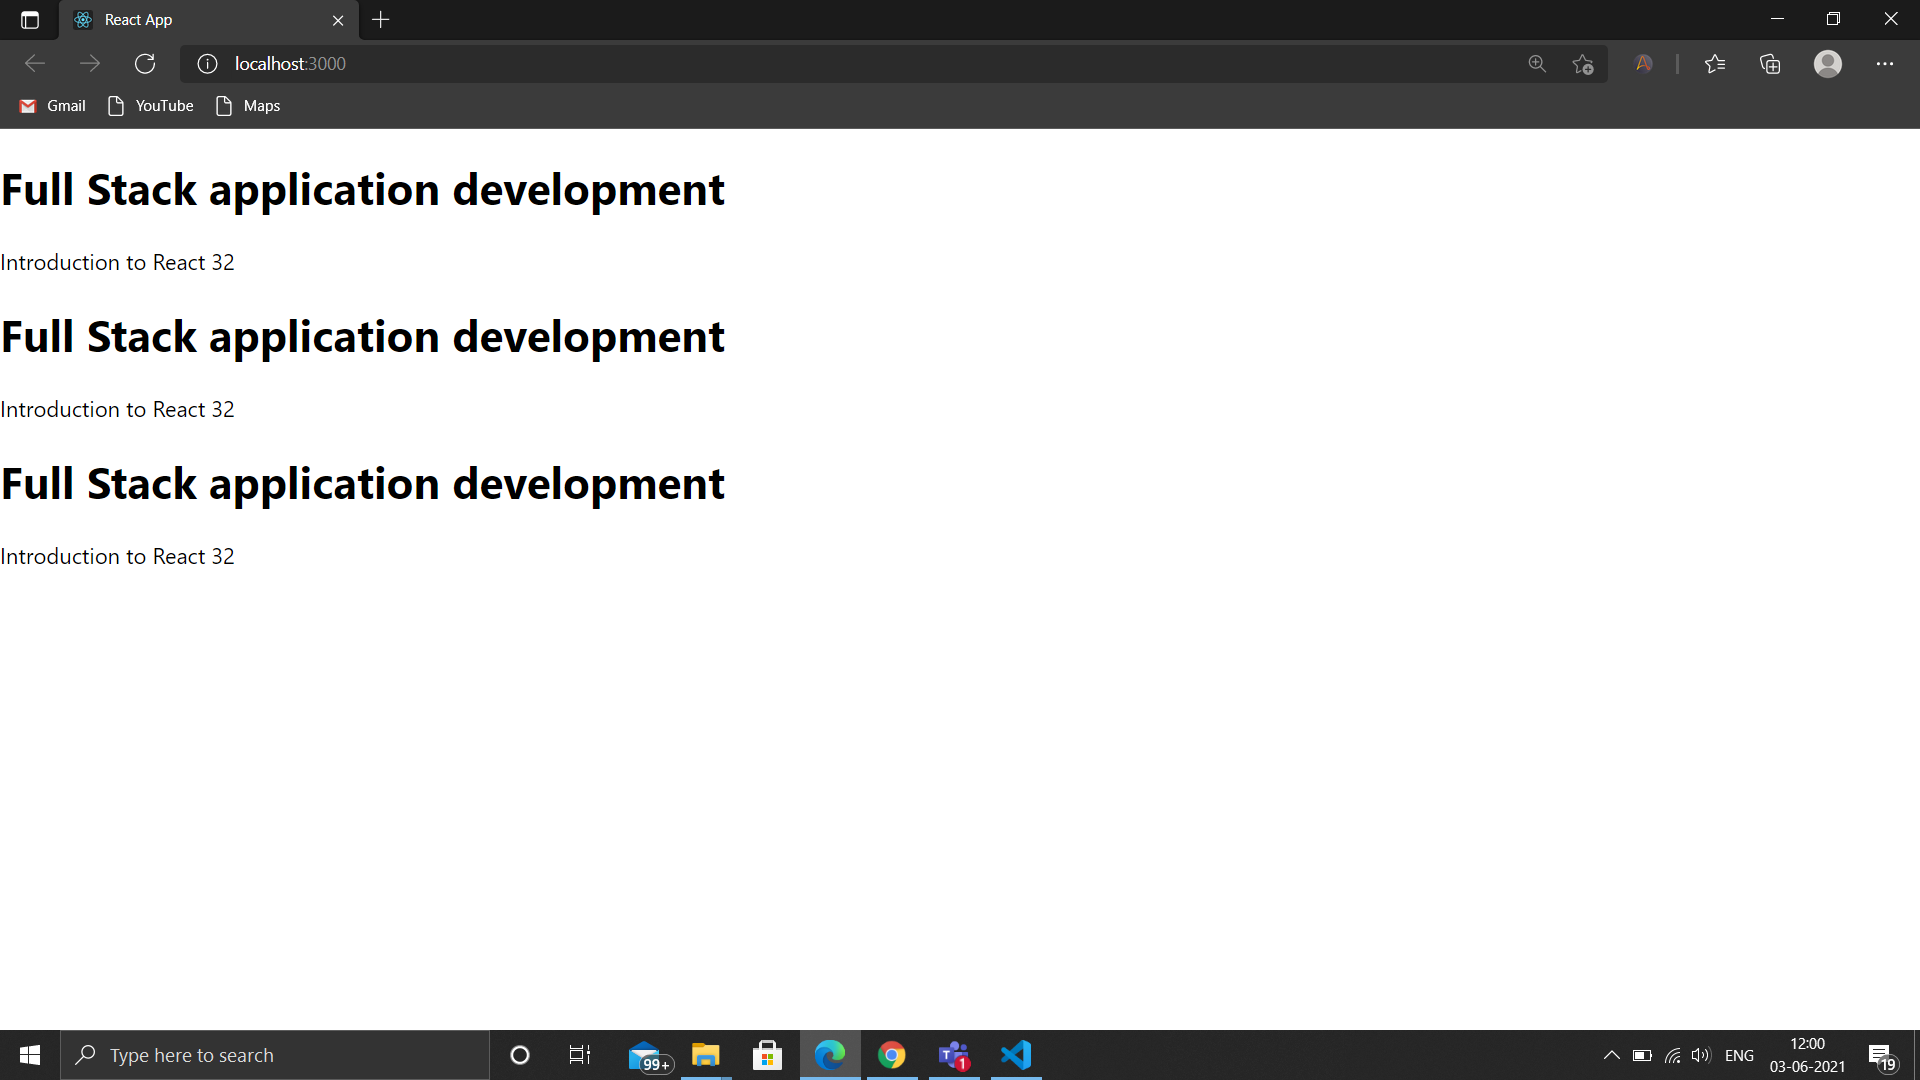 React App
localhost:3000
Gmail YouTube Maps
Full Stack application development
Introduction to React 32
Full Stack application development
Introduction to React 32
Full Stack application development
Introduction to React 32
Type here to search 99+ T 1 ENG 12:00
03-06-2021 19